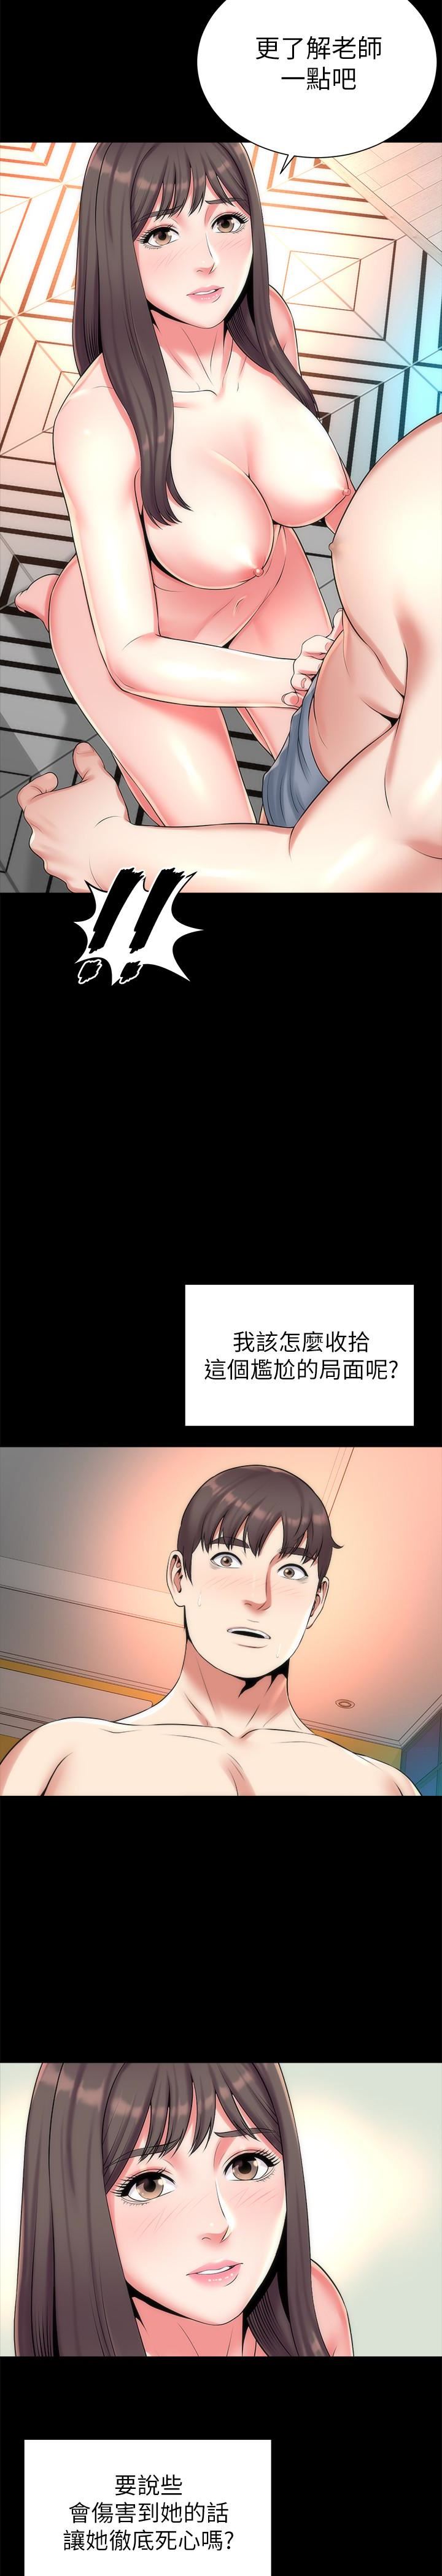 更了解老師
一點吧
!!
我該怎麼收拾
這個尷尬的局面呢?
要說些
會傷害到她的話
讓她徹底死心嗎?